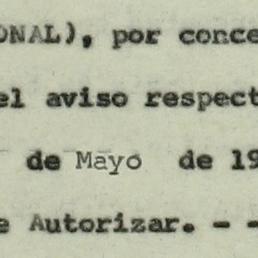 ONAL), por conce
el aviso respect
de Mayo de 19
e Autorizar. - -